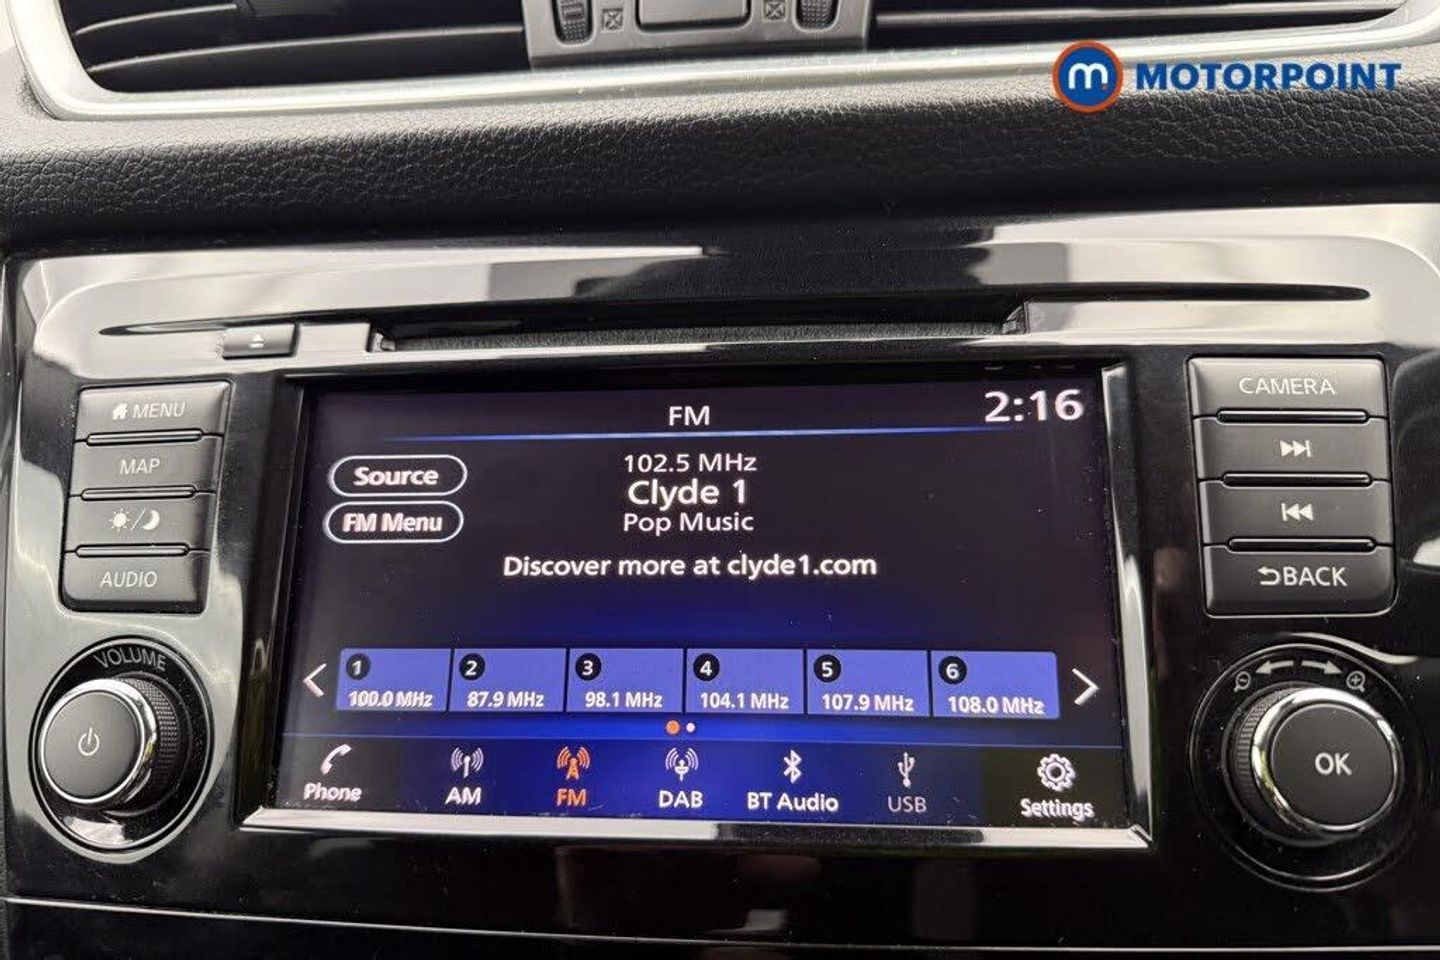 m MOTORPOINT
MENU
MAP
AUDIO
VOLUME
FM
2:16
Source
FM Menu
102.5 MHz
Clyde 1
Pop Music
Discover more at clyde1.com
1 100.0 MHz
2 87.9 MHz
3 98.1 MHz
4 104.1 MHz
5 107.9 MHz
6 108.0 MHz
Phone
AM
FM
DAB
BT Audio
USB
Settings
CAMERA
BACK
OK